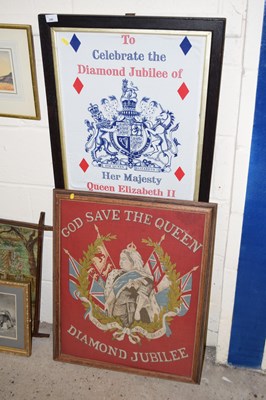 To
Celebrate the
Diamond Jubilee of
Her Majesty
Queen Elizabeth II
GOD SAVE THE QUEEN
DIAMOND JUBILEE